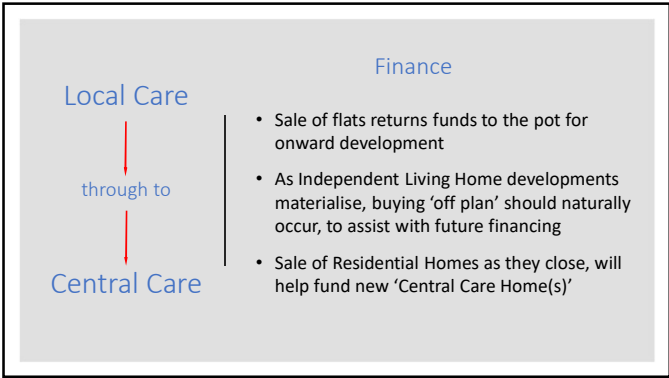 Local Care
through to
Central Care
Finance
• Sale of flats returns funds to the pot for
onward development
• As Independent Living Home developments
materialise, buying ‘off plan’ should naturally
occur, to assist with future financing
• Sale of Residential Homes as they close, will
help fund new ‘Central Care Home(s)’